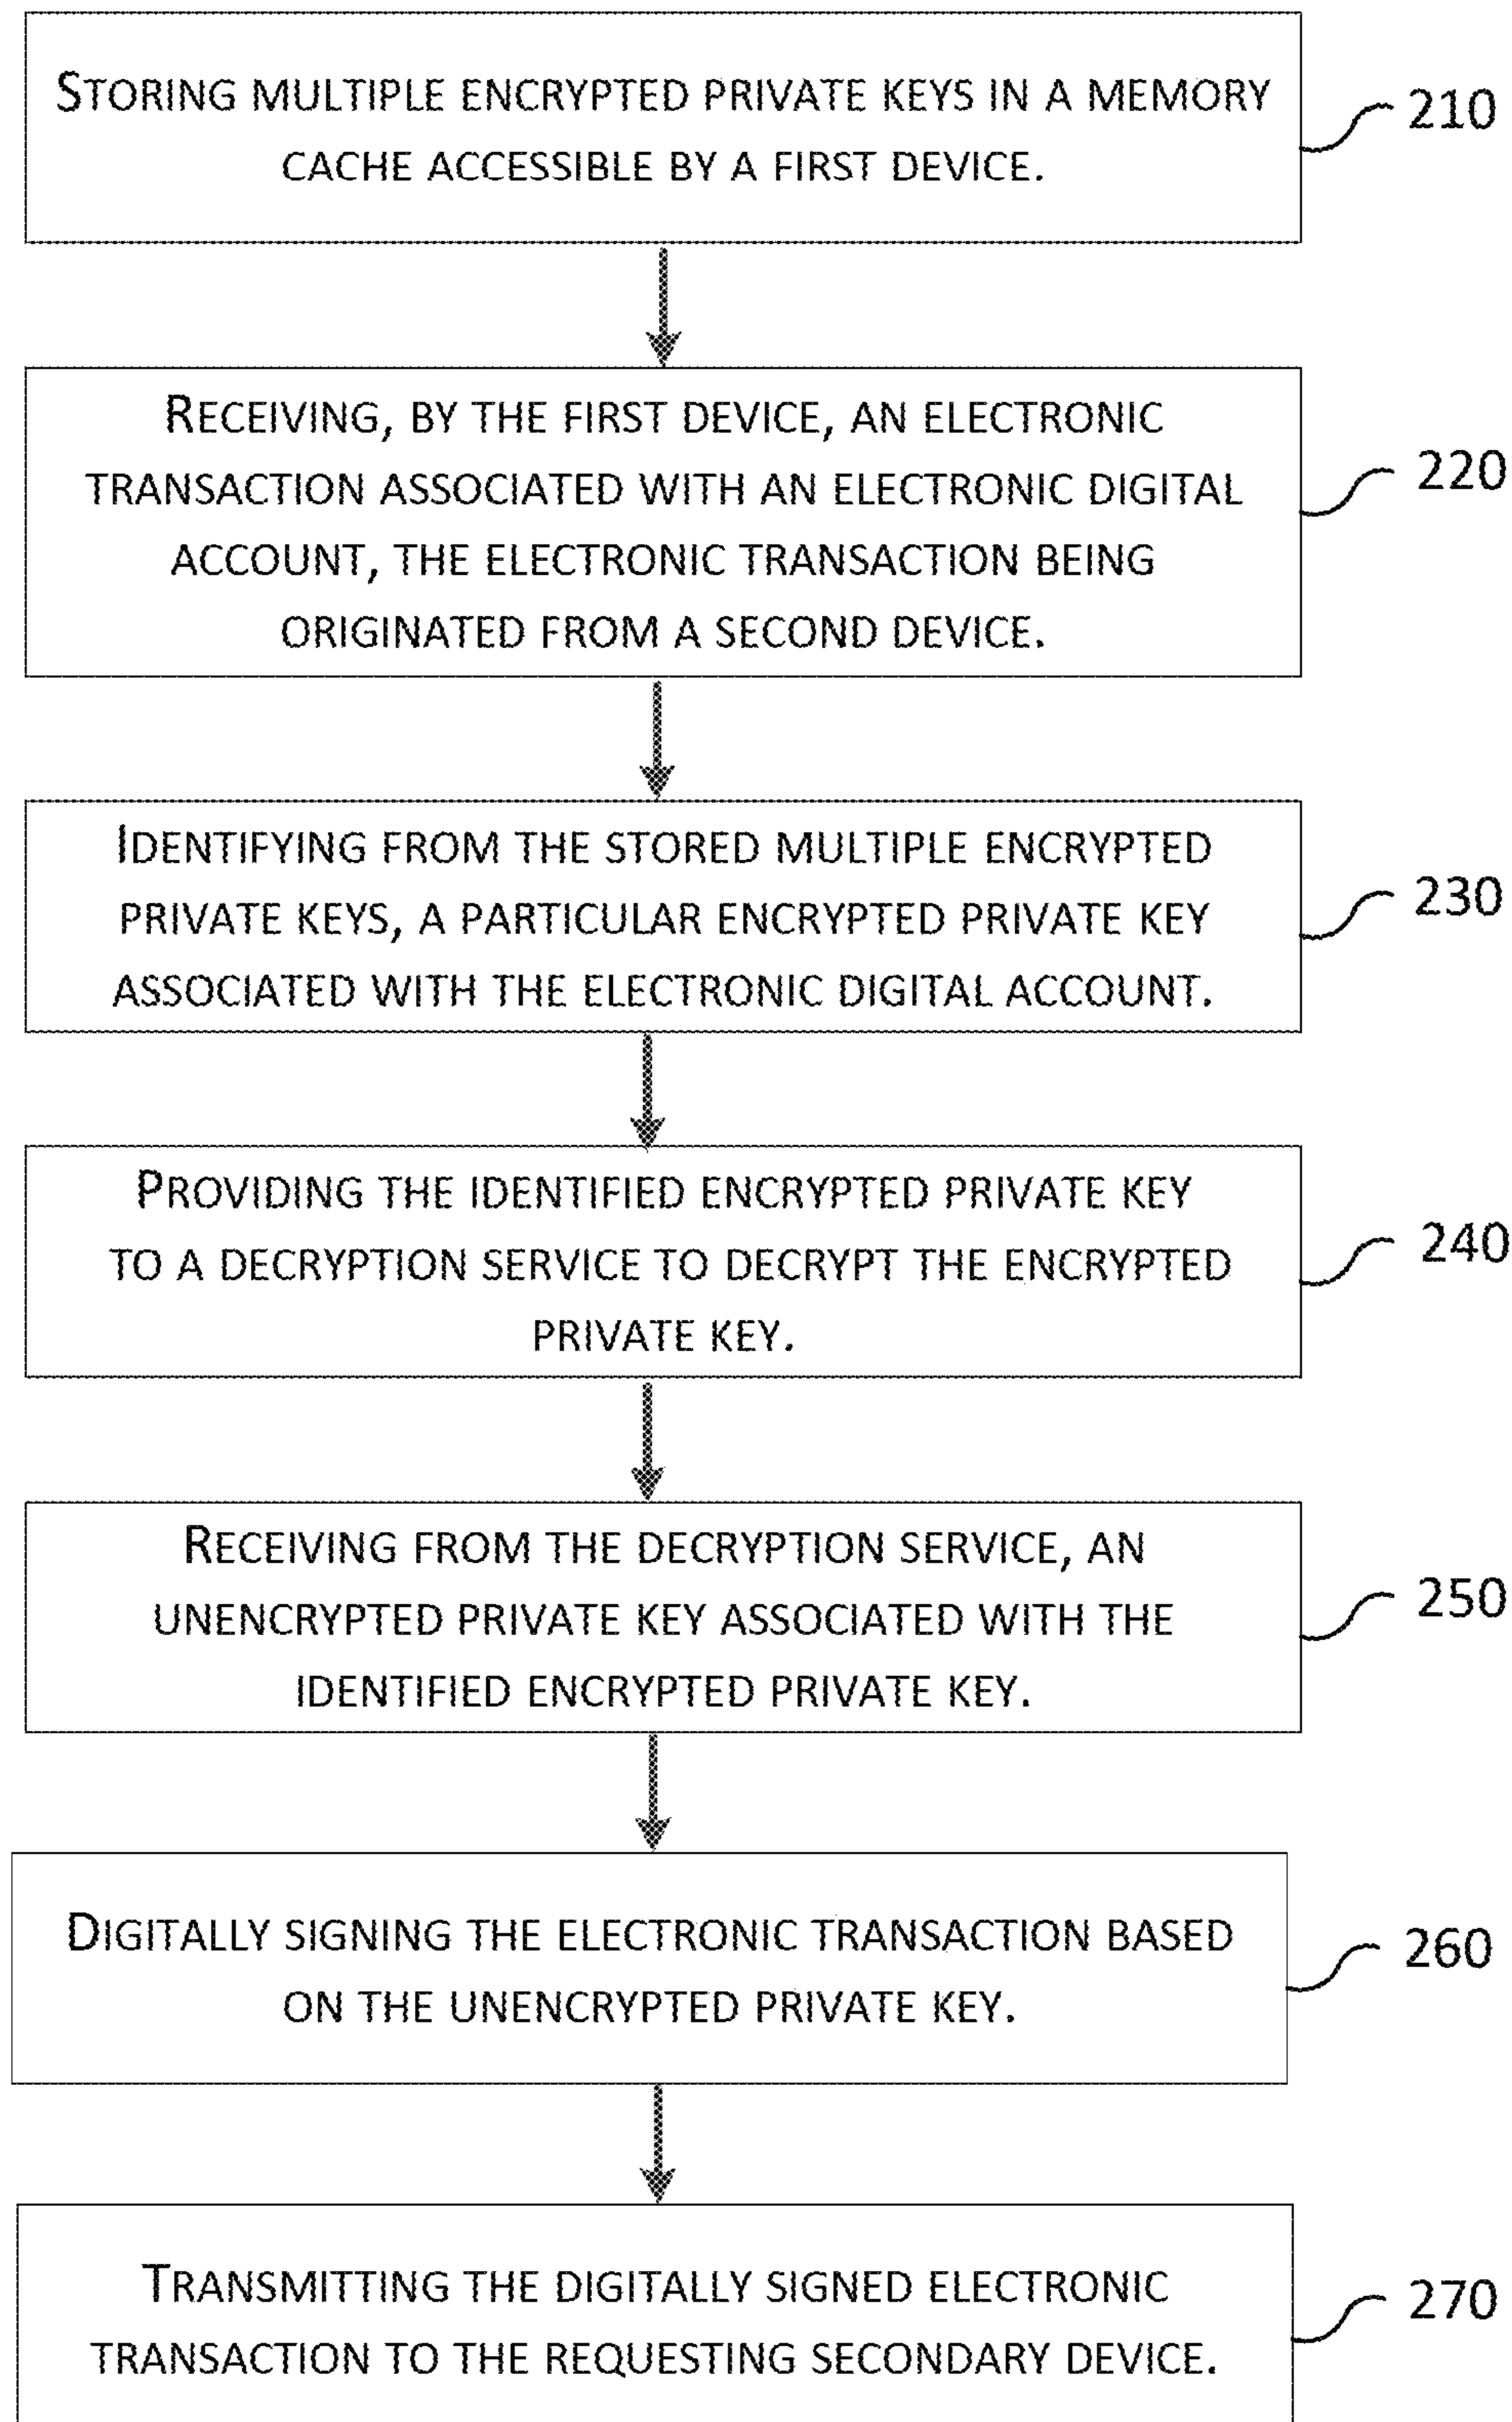 STORING MULTIPLE ENCRYPTED PRIVATE KEYS IN A MEMORY
CACHE ACCESSIBLE BY A FIRST DEVICE.
210
RECEIVING, BY THE FIRST DEVICE, AN ELECTRONIC
TRANSACTION ASSOCIATED WITH AN ELECTRONIC DIGITAL
ACCOUNT, THE ELECTRONIC TRANSACTION BEING
ORIGINATED FROM A SECOND DEVICE.
220
IDENTIFYING FROM THE STORED MULTIPLE ENCRYPTED
PRIVATE KEYS, A PARTICULAR ENCRYPTED PRIVATE KEY
ASSOCIATED WITH THE ELECTRONIC DIGITAL ACCOUNT.
230
PROVIDING THE IDENTIFIED ENCRYPTED PRIVATE KEY
TO A DECRYPTION SERVICE TO DECRYPT THE ENCRYPTED
PRIVATE KEY.
240
RECEIVING FROM THE DECRYPTION SERVICE, AN
UNENCRYPTED PRIVATE KEY ASSOCIATED WITH THE
IDENTIFIED ENCRYPTED PRIVATE KEY.
250
DIGITALLY SIGNING THE ELECTRONIC TRANSACTION BASED
ON THE UNENCRYPTED PRIVATE KEY.
260
TRANSMITTING THE DIGITALLY SIGNED ELECTRONIC
TRANSACTION TO THE REQUESTING SECONDARY DEVICE.
270